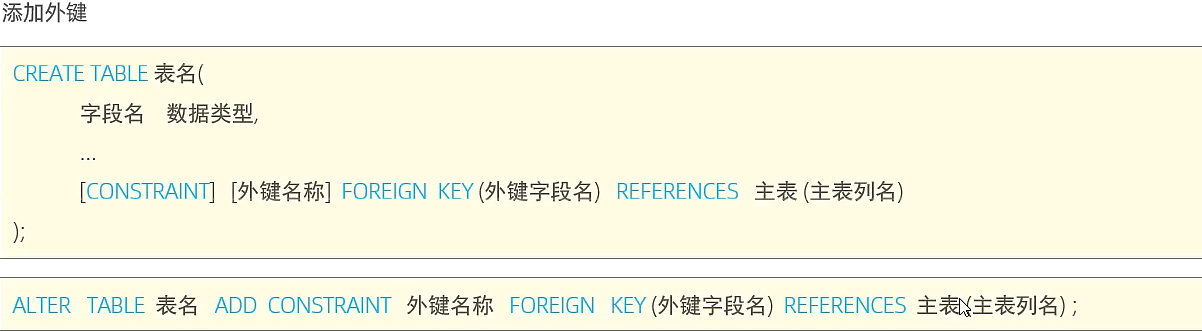 添加外键
CREATE TABLE 表名(
字段名 数据类型,
...
[CONSTRAINT] [外键名称] FOREIGN KEY (外键字段名) REFERENCES 主表 (主表列名)
);
ALTER TABLE 表名 ADD CONSTRAINT 外键名称 FOREIGN KEY (外键字段名) REFERENCES 主表 (主表列名) ;